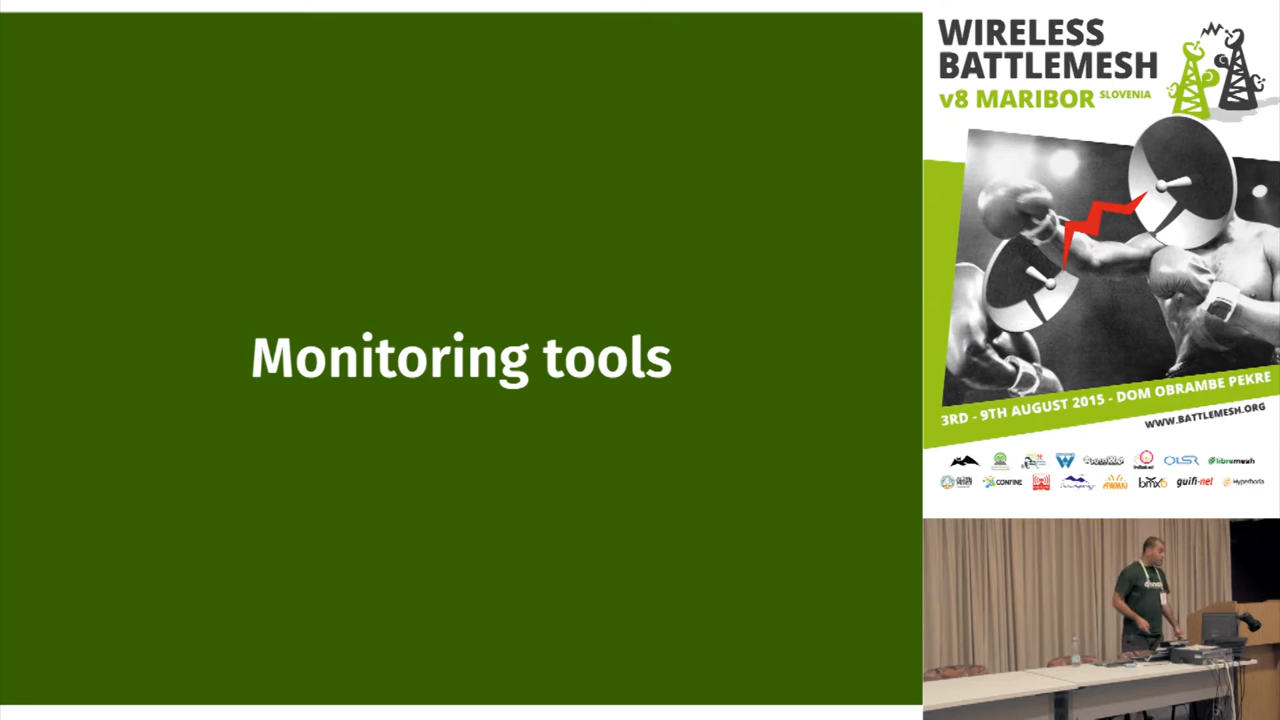 Monitoring tools
WIRELESS
BATTLEMESH
v8 MARIBOR SLOVENIA
3RD - 9TH AUGUST 2015 - DOM OBRAMBE PEKRE
WWW.BATTLEMESH.ORG
OLSR
libremesh
CONFINE
bmx6
guifi·net
Hyperboria